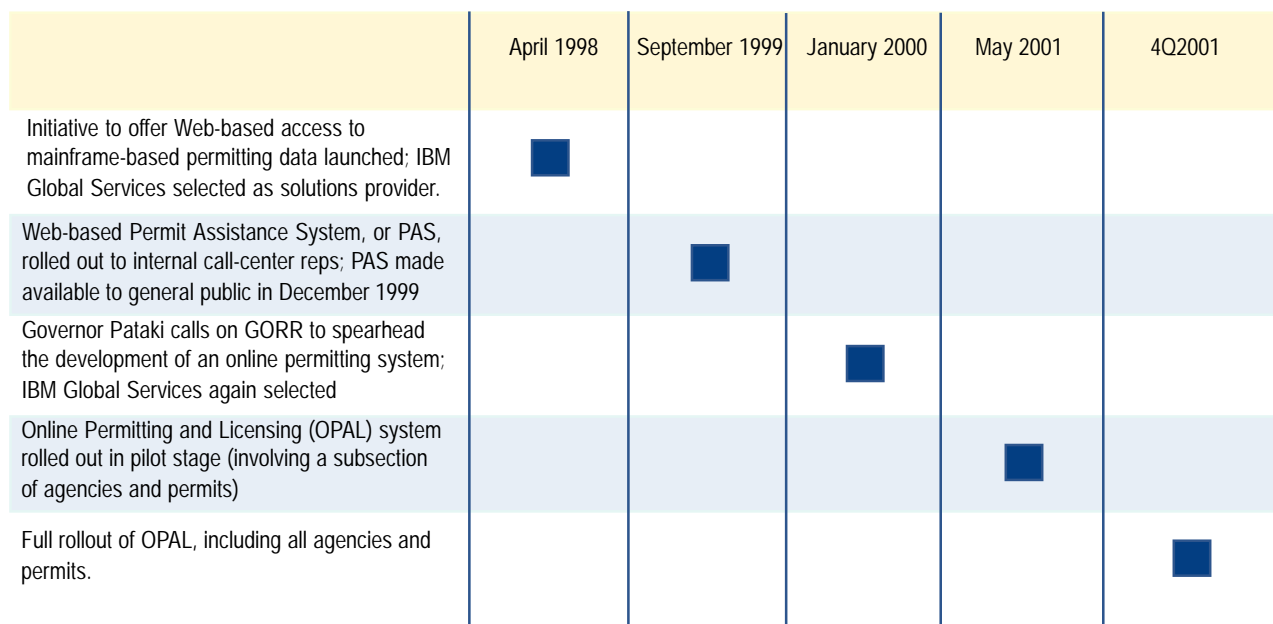 April 1998 September 1999 January 2000 May 2001 4Q2001
Initiative to offer Web-based access to
mainframe-based permitting data launched; IBM
Global Services selected as solutions provider.
Web-based Permit Assistance System, or PAS,
rolled out to internal call-center reps; PAS made
available to general public in December 1999
Governor Pataki calls on GORR to spearhead
the development of an online permitting system;
IBM Global Services again selected
Online Permitting and Licensing (OPAL) system
rolled out in pilot stage (involving a subsection
of agencies and permits)
Full rollout of OPAL, including all agencies and
permits.